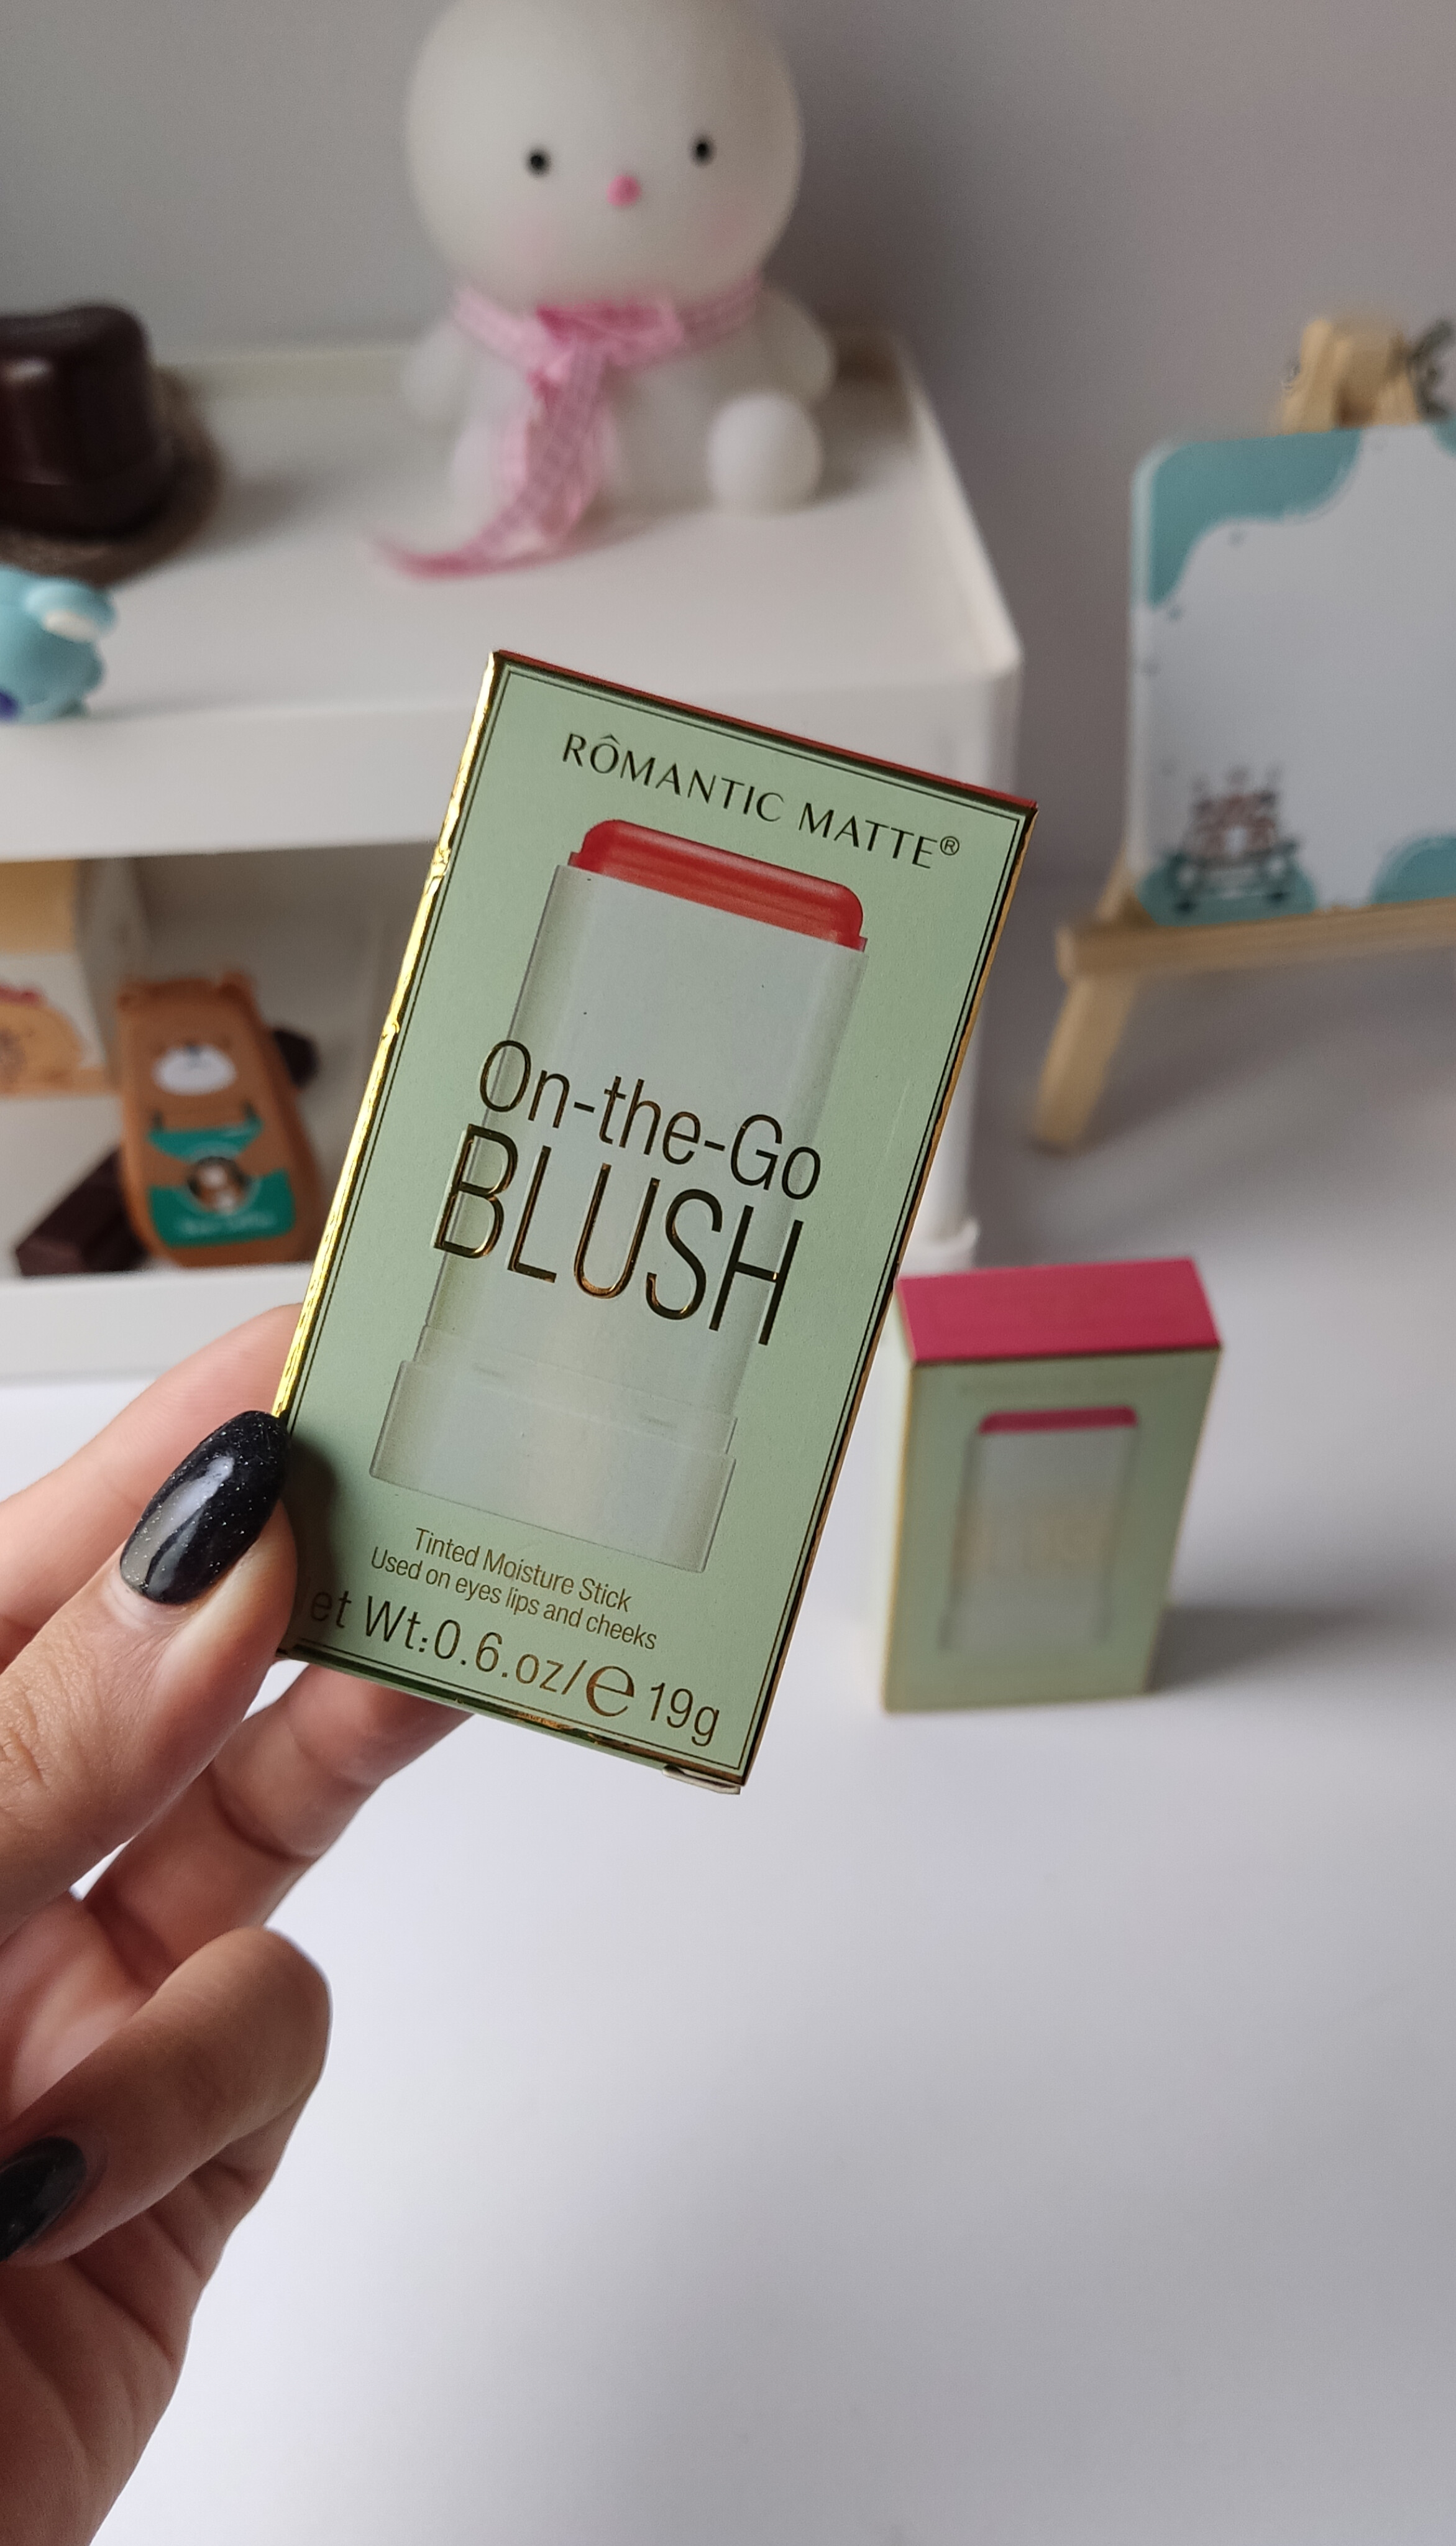 RÔMANTIC MATTE®
On-the-Go
BLUSH
Tinted Moisture Stick
Used on eyes lips and cheeks
et Wt:0.6.oz/℮ 19g